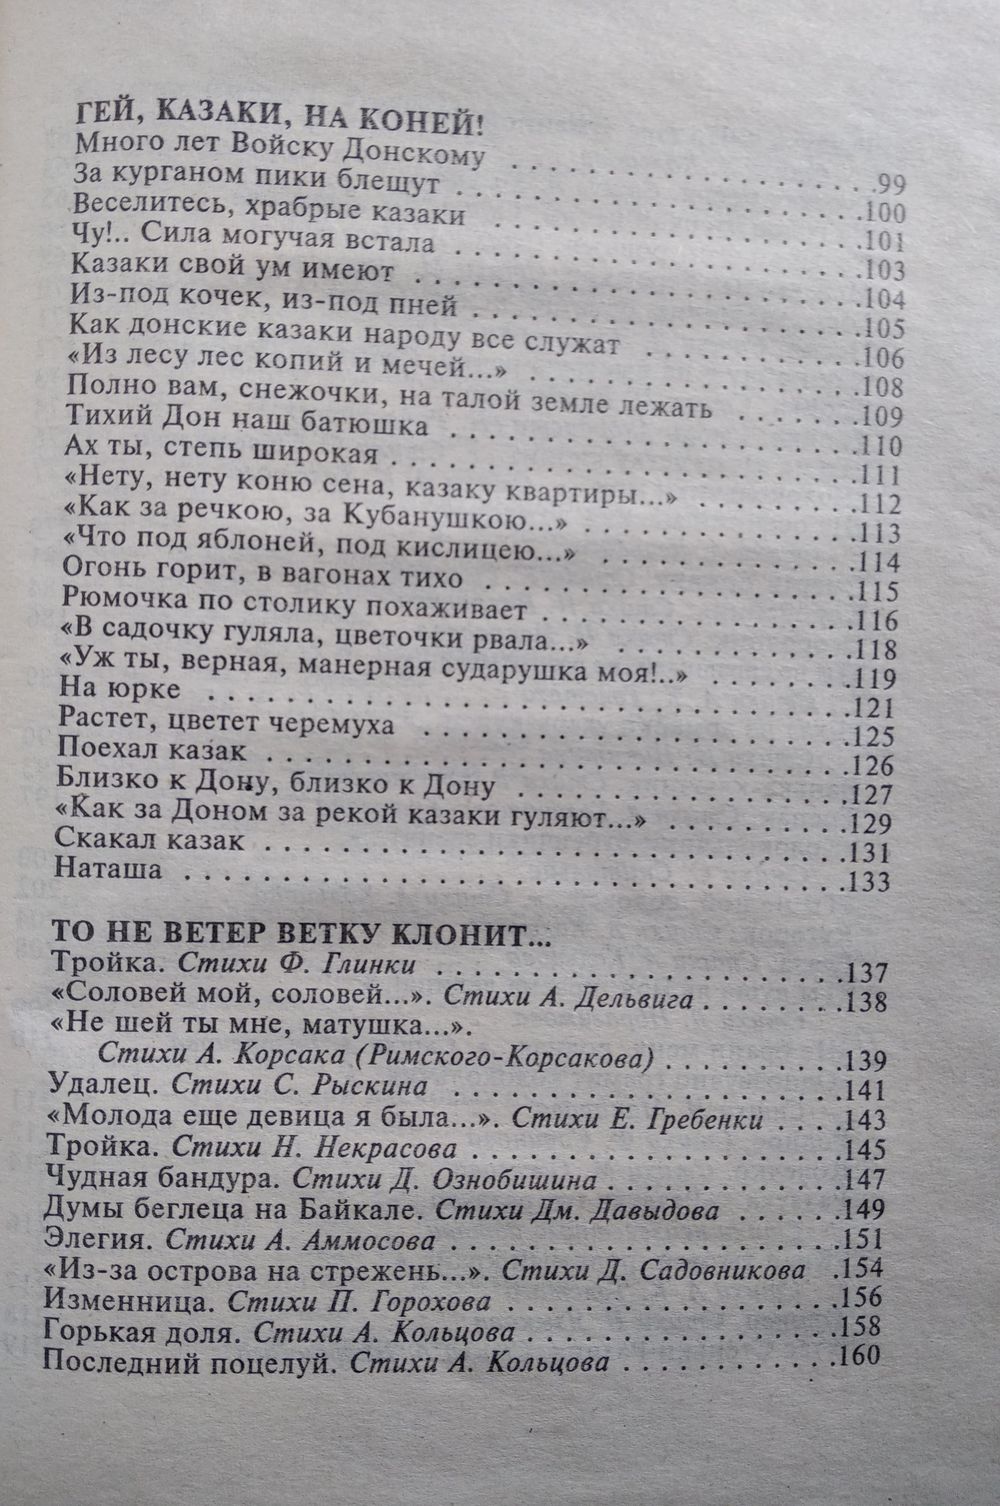 ГЕЙ, КАЗАКИ, НА КОНЕЙ!
Много лет Войску Донскому . . . . . . . . . . . . . . . . . . . .99
За курганом пики блещут . . . . . . . . . . . . . . . . . . . . .100
Веселитесь, храбрые казаки . . . . . . . . . . . . . . . . . . .101
Чу!.. Сила могучая встала . . . . . . . . . . . . . . . . . . . .103
Казаки свой ум имеют . . . . . . . . . . . . . . . . . . . . . .104
Из-под кочек, из-под пней . . . . . . . . . . . . . . . . . . .105
Как донские казаки народу все служат . . . . . . . . . . .106
«Из лесу лес копий и мечей...» . . . . . . . . . . . . . . . .108
Полно вам, снежочки, на талой земле лежать . . . . . . .109
Тихий Дон наш батюшка . . . . . . . . . . . . . . . . . . . .110
Ах ты, степь широкая . . . . . . . . . . . . . . . . . . . . . .111
«Нету, нету коню сена, казаку квартиры...» . . . . . . . .112
«Как за речкою, за Кубанушкою...» . . . . . . . . . . . . .113
«Что под яблоней, под кислицею...» . . . . . . . . . . . . .114
Огонь горит, в вагонах тихо . . . . . . . . . . . . . . . . . .115
Рюмочка по столику похаживает . . . . . . . . . . . . . . .116
«В садочку гуляла, цветочки рвала...» . . . . . . . . . . .118
«Уж ты, верная, манерная сударушка моя!..» . . . . . . .119
На юрке . . . . . . . . . . . . . . . . . . . . . . . . . . . . . .121
Растет, цветет черемуха . . . . . . . . . . . . . . . . . . . .125
Поехал казак . . . . . . . . . . . . . . . . . . . . . . . . . . .126
Близко к Дону, близко к Дону . . . . . . . . . . . . . . . .127
«Как за Доном за рекой казаки гуляют...» . . . . . . . . .129
Скакал казак . . . . . . . . . . . . . . . . . . . . . . . . . . .131
Наташа . . . . . . . . . . . . . . . . . . . . . . . . . . . . . . .133
ТО НЕ ВЕТЕР ВЕТКУ КЛОНИТ...
Тройка. Стихи Ф. Глинки . . . . . . . . . . . . . . . . . . .137
«Соловей мой, соловей...». Стихи А. Дельвига . . . . . . .138
«Не шей ты мне, матушка...».
Стихи А. Корсака (Римского-Корсакова) . . . . . . . . .139
Удалец. Стихи С. Рыскина . . . . . . . . . . . . . . . . . .141
«Молода еще девица я была...». Стихи Е. Гребенки . . . .143
Тройка. Стихи Н. Некрасова . . . . . . . . . . . . . . . . .145
Чудная бандура. Стихи Д. Ознобишина . . . . . . . . . . .147
Думы беглеца на Байкале. Стихи Дм. Давыдова . . . . . .149
Элегия. Стихи А. Аммосова . . . . . . . . . . . . . . . . . .151
«Из-за острова на стрежень...». Стихи Д. Садовникова .154
Изменница. Стихи П. Горохова . . . . . . . . . . . . . . . .156
Горькая доля. Стихи А. Кольцова . . . . . . . . . . . . . .158
Последний поцелуй. Стихи А. Кольцова . . . . . . . . . . .160